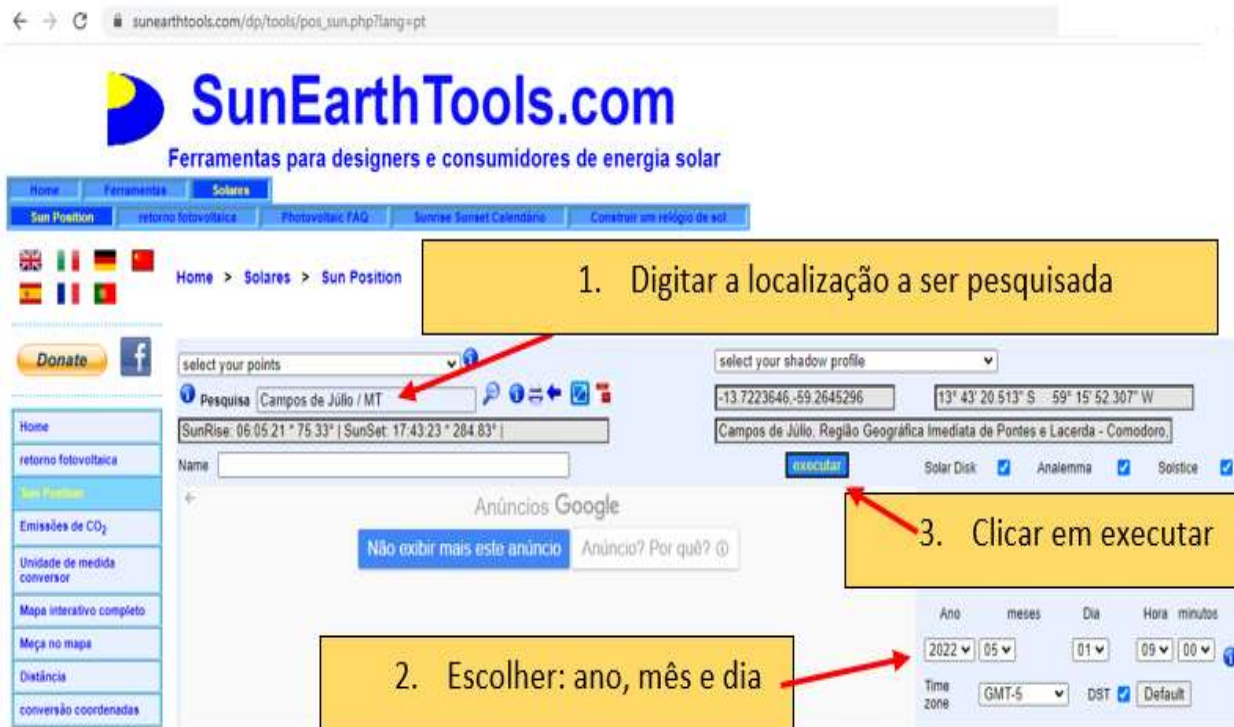 sunearthtools.com/dp/tools/pos_sun.php?lang=pt
SunEarthTools.com
Ferramentas para designers e consumidores de energia solar
Home Ferramentas Solares
Sun Position retorno fotovoltaica Photovoltaic FAQ Sunrise Sunset Calendário Construir um relógio de sol
Home > Solares > Sun Position
1. Digitar a localização a ser pesquisada
Donate f
select your points select your shadow profile
Pesquisa Campos de Júlio / MT -13.7223646,-59.2645296 13° 43' 20.513" S 59° 15' 52.307" W
SunRise: 06:05:21 * 75.33° | SunSet: 17:43:23 * 284.83° | Campos de Júlio, Região Geográfica Imediata de Pontes e Lacerda - Comodoro,
Name executar Solar Disk Analemma Solstice
Anúncios Google
Não exibir mais este anúncio Anúncio? Por quê?
3. Clicar em executar
Home
retorno fotovoltaica
Sun Position
Emissões de CO2
Unidade de medida
conversor
Mapa interativo completo
Meça no mapa
Distância
conversão coordenadas
Ano meses Dia Hora minutos
2022 05 01 09 00
2. Escolher: ano, mês e dia
Time
zone GMT-5 DST Default